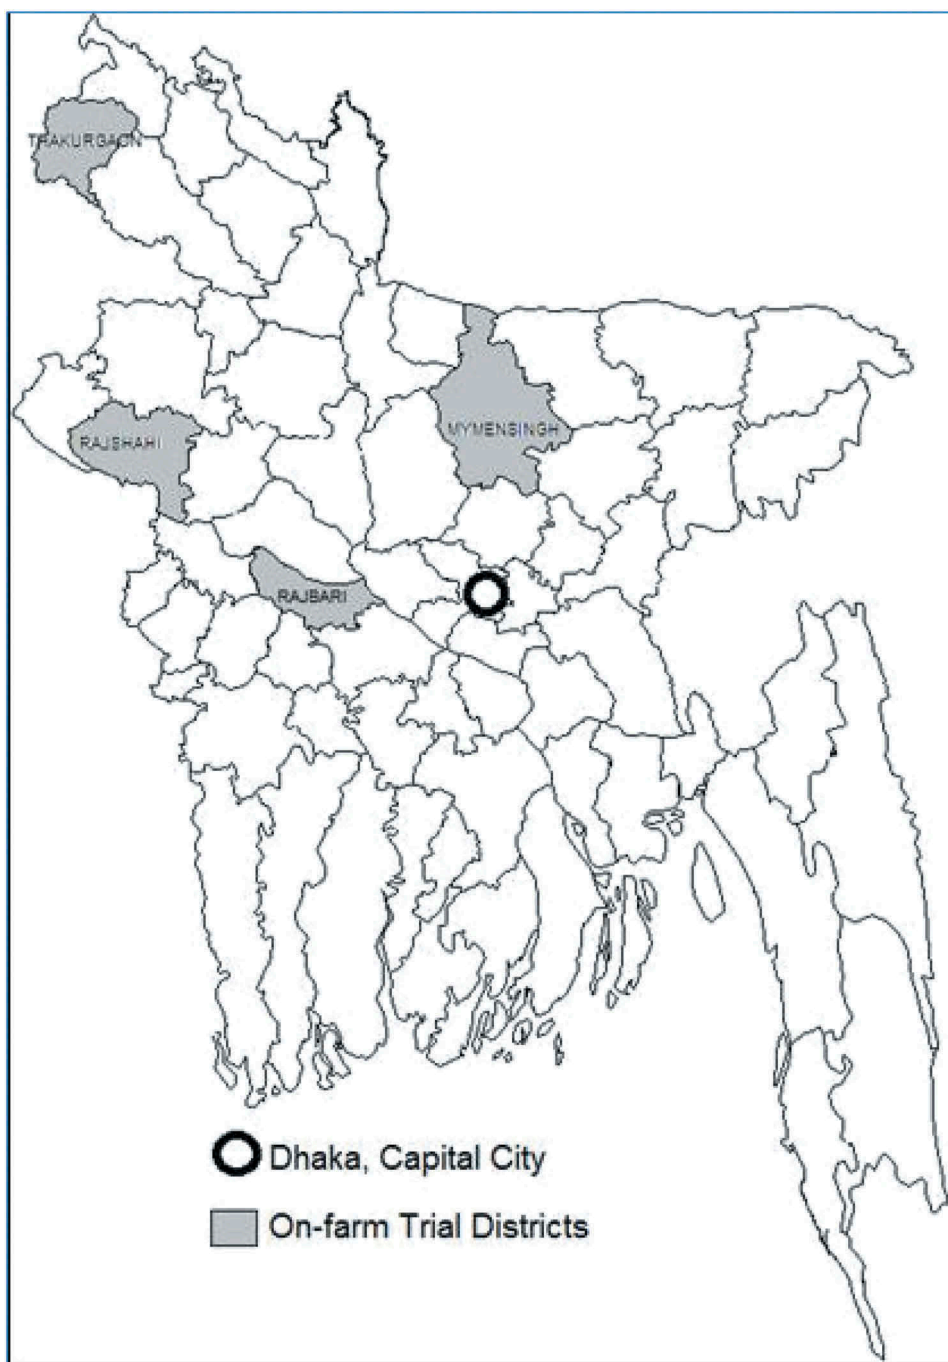 THAKURGAON
RAJSHAHI
MYMENSINGH
RAJBARI
Dhaka, Capital City
On-farm Trial Districts